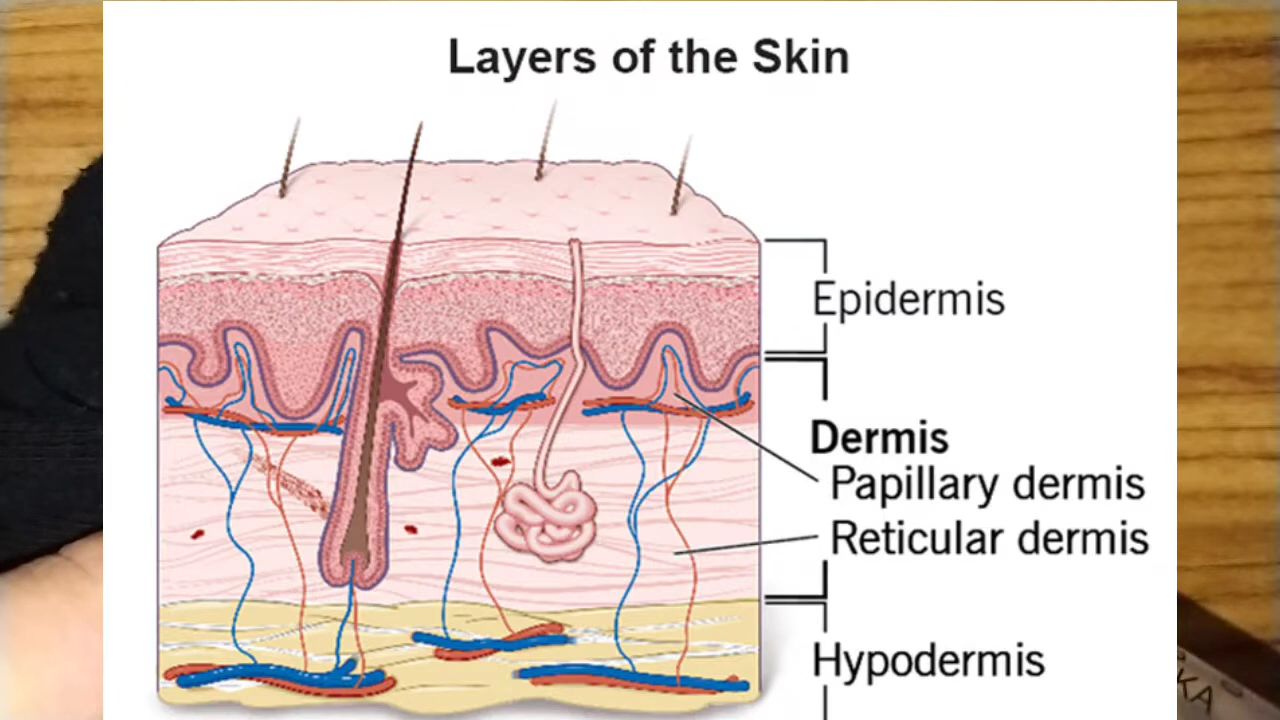 Layers of the Skin
Epidermis
Dermis
Papillary dermis
Reticular dermis
Hypodermis